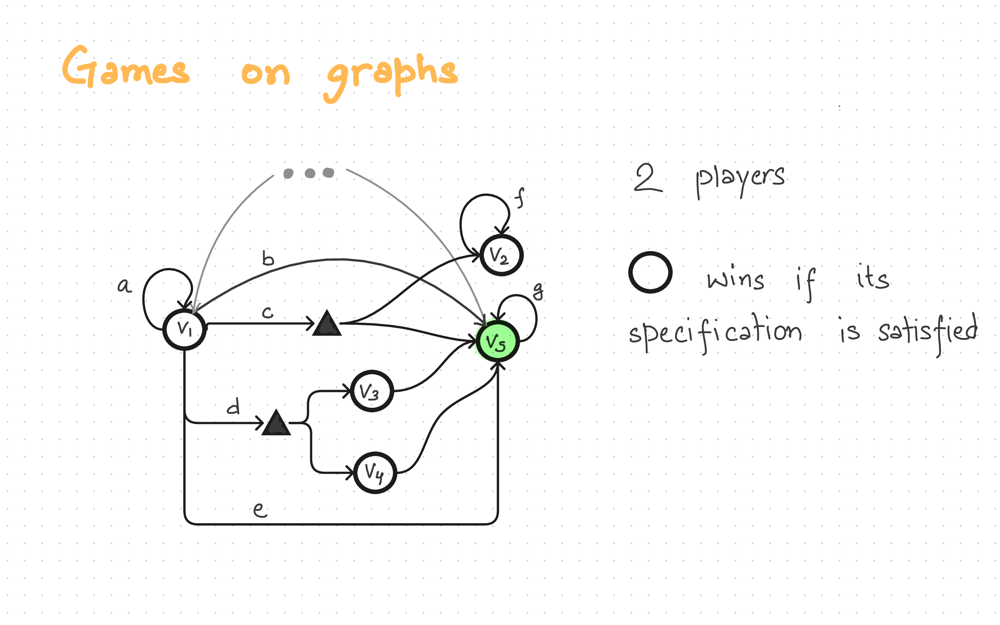 Games on graphs
2 players
f
V2
b
g
a
c
V1
wins if its
V5
specification is satisfied
V3
d
V4
e